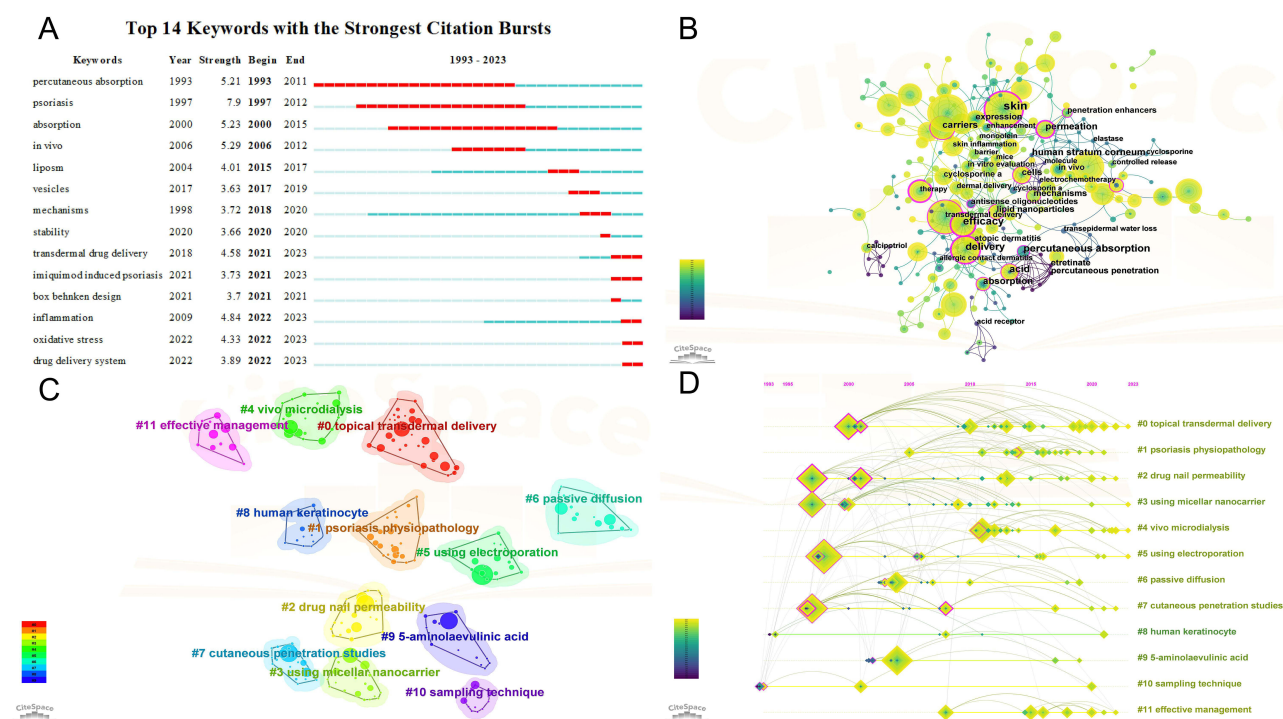 A
Top 14 Keywords with the Strongest Citation Bursts
Keywords Year Strength Begin End 1993 - 2023
percutaneous absorption 1993 5.21 1993 2011
psoriasis 1997 7.9 1997 2012
absorption 2000 5.23 2000 2015
in vivo 2006 5.29 2006 2012
liposm 2004 4.01 2015 2017
vesicles 2017 3.63 2017 2019
mechanisms 1998 3.72 2018 2020
stability 2020 3.66 2020 2020
transdermal drug delivery 2018 4.58 2021 2023
imiquimod induced psoriasis 2021 3.73 2021 2023
box behnken design 2021 3.7 2021 2021
inflammation 2009 4.84 2022 2023
oxidative stress 2022 4.33 2022 2023
drug delivery system 2022 3.89 2022 2023
B
skin
penetration enhancers
expression
carriers
enhancement
permeation
monoolein
elastase
skin inflammation
barrier
human stratum corneum
cyclosporine
mice
molecule
controlled release
in vitro evaluation
in vivo
cyclosporine a
cells
electrochemotherapy
therapy
dermal delivery
cyclosporin a
mechanisms
antisense oligonucleotides
lipid nanoparticles
transdermal delivery
efficacy
transepidermal water loss
atopic dermatitis
calcipotriol
delivery
percutaneous absorption
allergic contact dermatitis
etretinate
acid
percutaneous penetration
absorption
acid receptor
CiteSpace
C
#4 vivo microdialysis
#11 effective management
#0 topical transdermal delivery
#6 passive diffusion
#8 human keratinocyte
#1 psoriasis physiopathology
#5 using electroporation
#2 drug nail permeability
#9 5-aminolaevulinic acid
#7 cutaneous penetration studies
#3 using micellar nanocarrier
#10 sampling technique
CiteSpace
D
1993 1995 2000 2005 2010 2015 2020 2023
#0 topical transdermal delivery
#1 psoriasis physiopathology
#2 drug nail permeability
#3 using micellar nanocarrier
#4 vivo microdialysis
#5 using electroporation
#6 passive diffusion
#7 cutaneous penetration studies
#8 human keratinocyte
#9 5-aminolaevulinic acid
#10 sampling technique
#11 effective management
CiteSpace